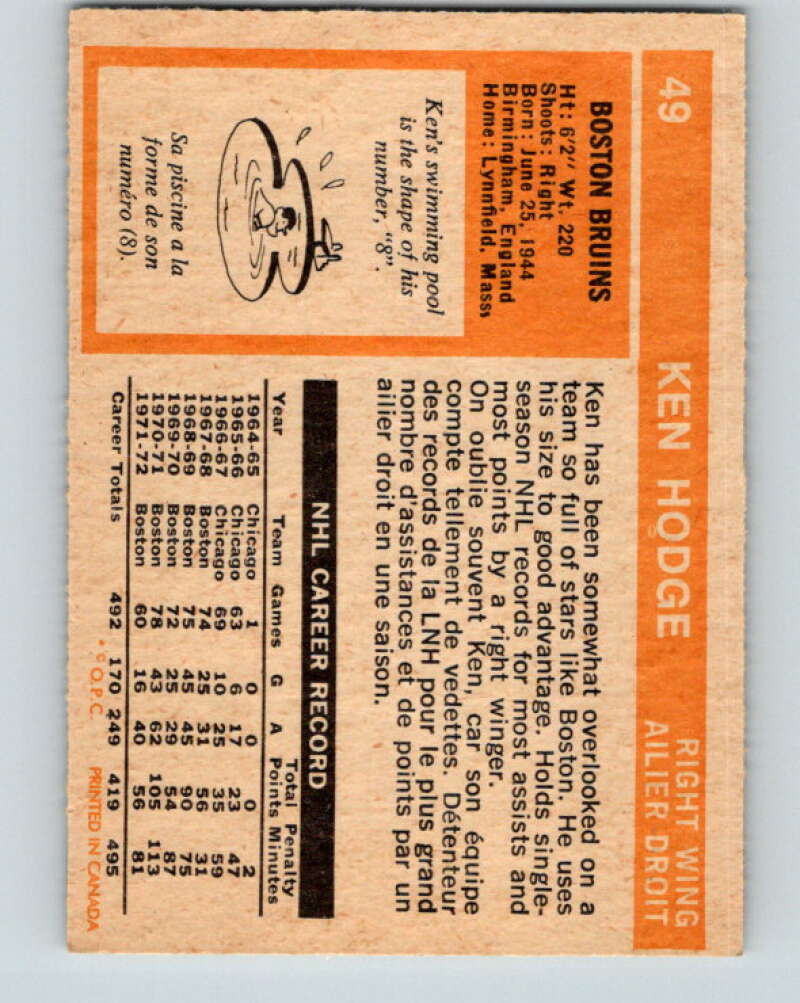 49
KEN HODGE
RIGHT WING
AILIER DROIT
BOSTON BRUINS
Ht: 6'2" Wt. 220
Shoots: Right
Born: June 25, 1944
Birmingham, England
Home: Lynnfield, Mass
Ken's swimming pool
is the shape of his
number, "8".
Sa piscine a la
forme de son
numéro (8).
Ken has been somewhat overlooked on a
team so full of stars like Boston. He uses
his size to good advantage. Holds single-
season NHL records for most assists and
most points by a right winger.
On oublie souvent Ken, car son équipe
compte tellement de vedettes. Détenteur
des records de la LNH pour le plus grand
nombre d'assistances et de points par un
ailier droit en une saison.
NHL CAREER RECORD
Total Penalty
Year Team Games G A Points Minutes
1964-65 Chicago 1 0 0 0 2
1965-66 Chicago 63 6 17 23 47
1966-67 Chicago 69 10 25 35 59
1967-68 Boston 74 25 31 56 31
1968-69 Boston 75 45 45 90 75
1969-70 Boston 72 25 29 54 87
1970-71 Boston 78 43 62 105 113
1971-72 Boston 60 16 40 56 81
Career Totals 492 170 249 419 495
* © O.P.C. PRINTED IN CANADA